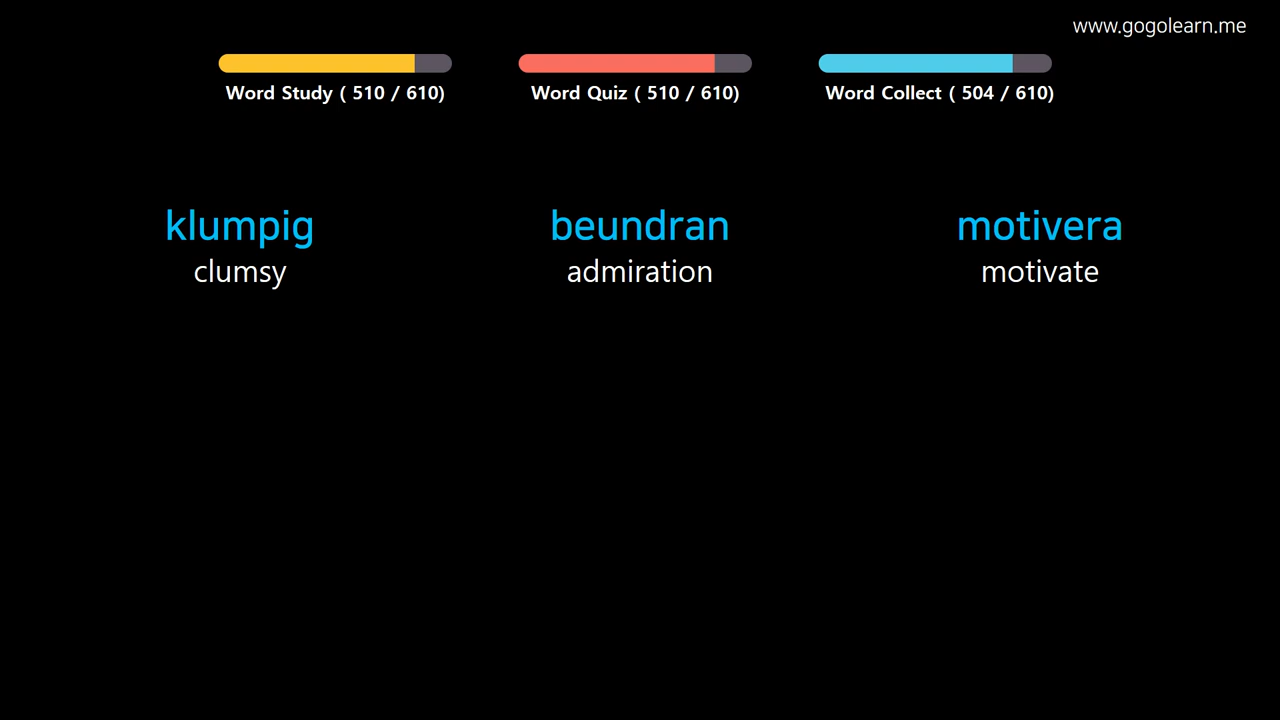 www.gogolearn.me
Word Study ( 510 / 610)
Word Quiz ( 510 / 610)
Word Collect ( 504 / 610)
klumpig
clumsy
beundran
admiration
motivera
motivate